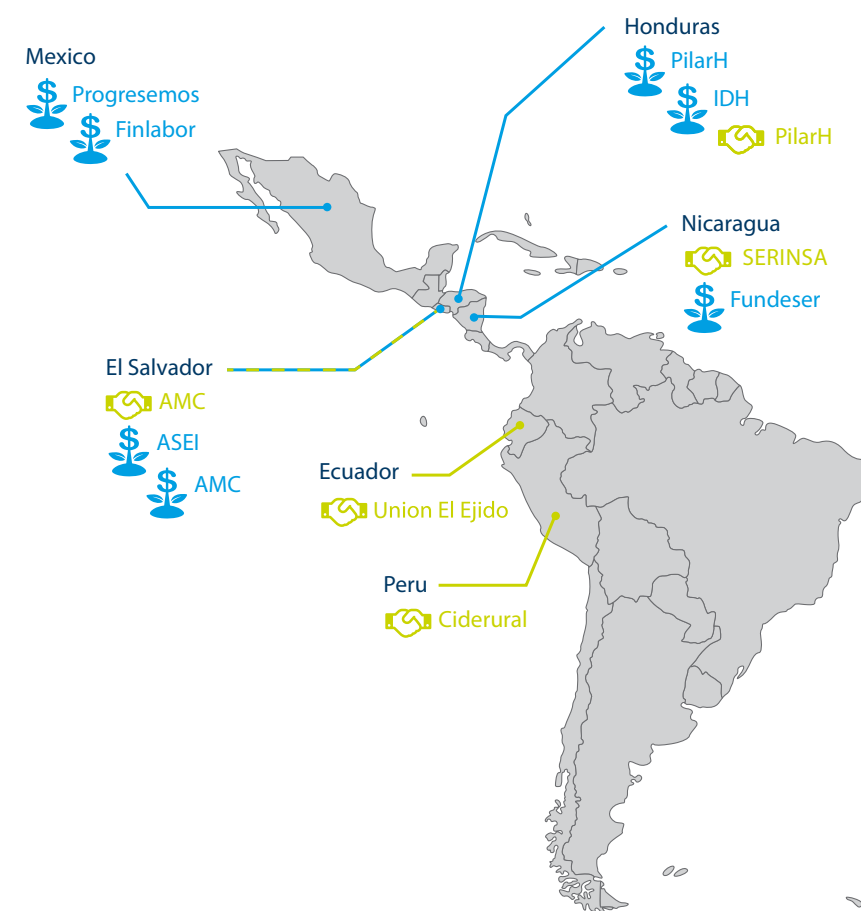 Mexico
Progresemos
Finlabor
Honduras
PilarH
IDH
PilarH
Nicaragua
SERINSA
Fundeser
El Salvador
AMC
ASEI
AMC
Ecuador
Union El Ejido
Peru
Ciderural